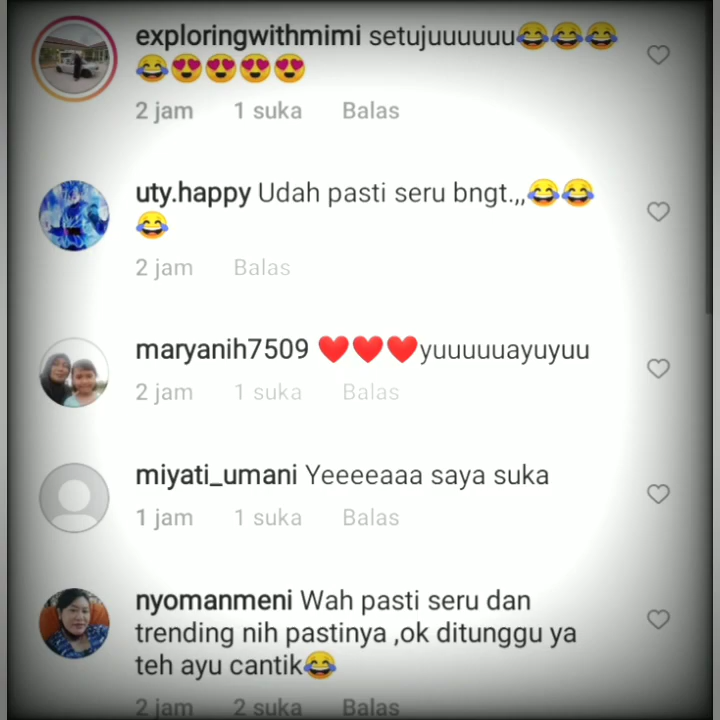 exploringwithmimi setujuuuuuu😂😂😂
😂😍😍😍😍
2 jam 1 suka Balas
uty.happy Udah pasti seru bngt.,,😂😂
😂
2 jam Balas
maryanih7509 ❤️❤️❤️yuuuuuayuyuu
2 jam 1 suka Balas
miyati_umani Yeeeeaaa saya suka
1 jam 1 suka Balas
nyomanmeni Wah pasti seru dan
trending nih pastinya ,ok ditunggu ya
teh ayu cantik😂
2 jam 2 suka Balas